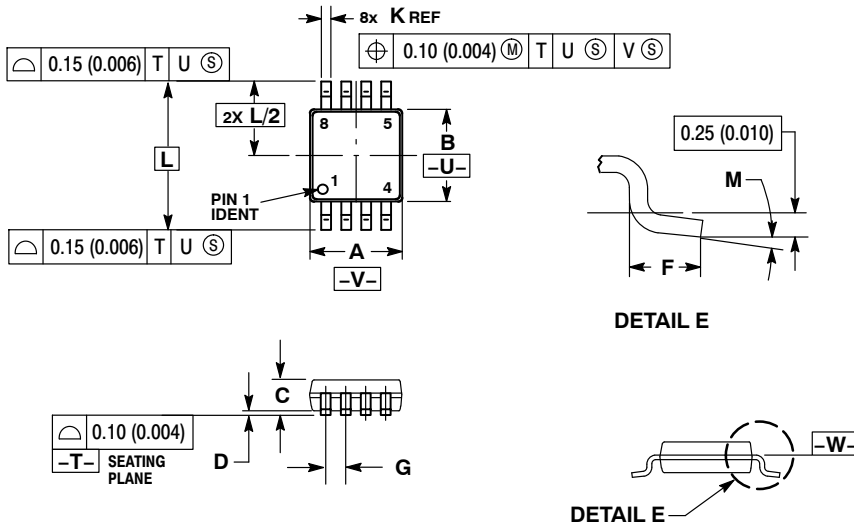 8x K REF
⌖ 0.10 (0.004) Ⓜ T U Ⓢ V Ⓢ
⌓ 0.15 (0.006) T U Ⓢ
2X L/2
8 5
B
–U–
L
PIN 1
IDENT
1
4
⌓ 0.15 (0.006) T U Ⓢ
A
–V–
0.25 (0.010)
M
F
DETAIL E
C
⌓ 0.10 (0.004)
–T– SEATING
PLANE
D
G
–W–
DETAIL E